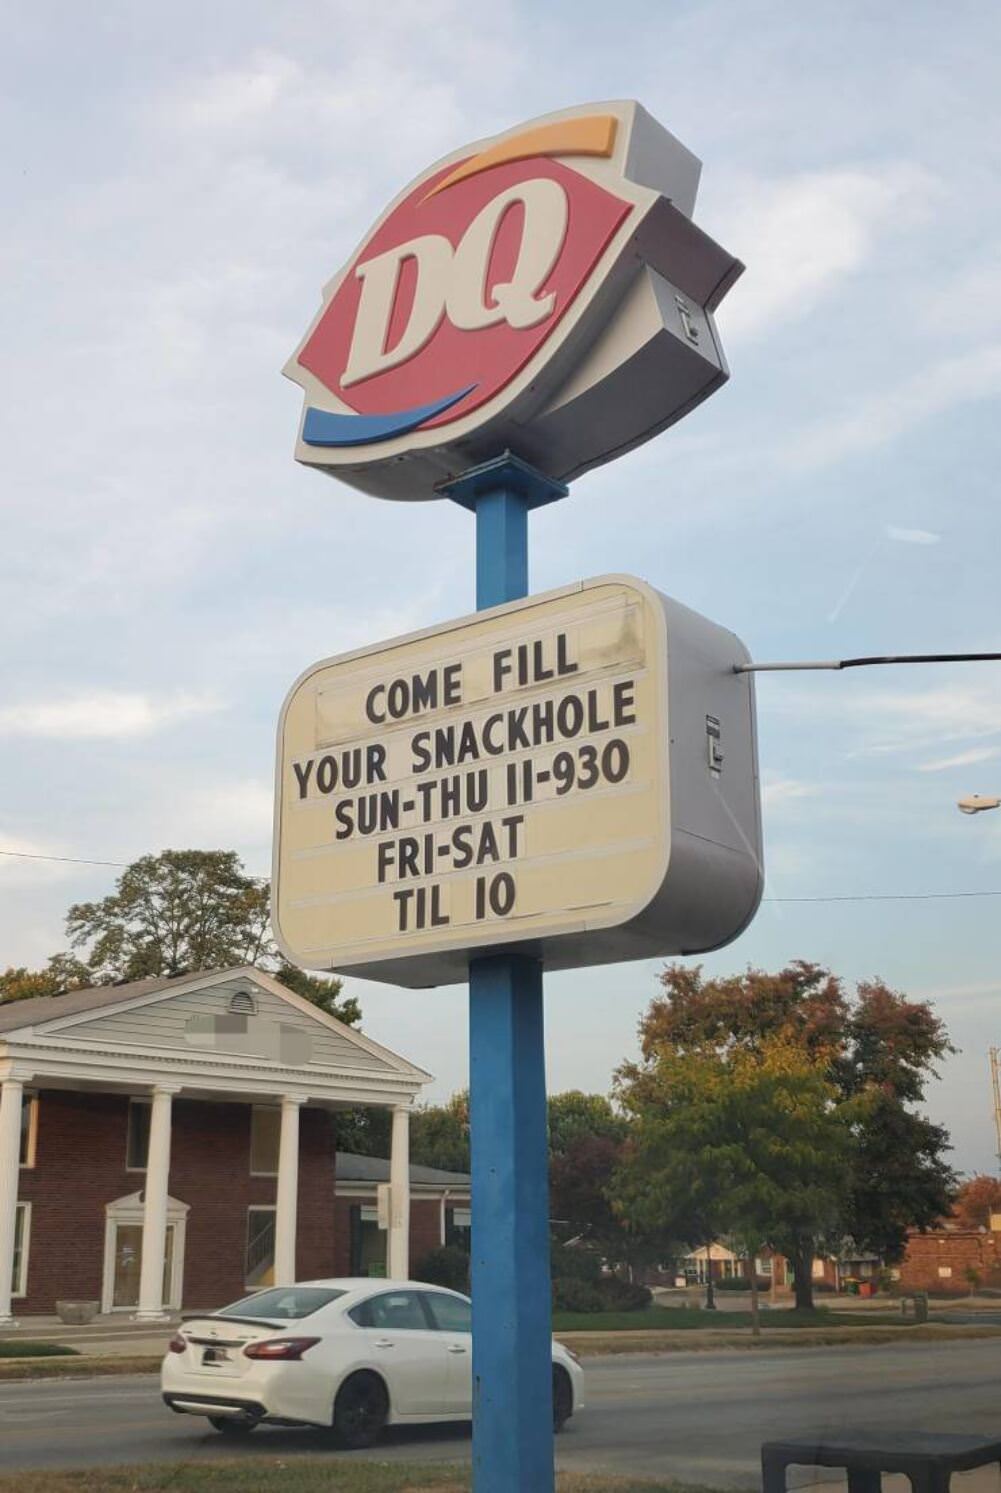 DQ
COME FILL
YOUR SNACKHOLE
SUN-THU 11-930
FRI-SAT
TIL 10